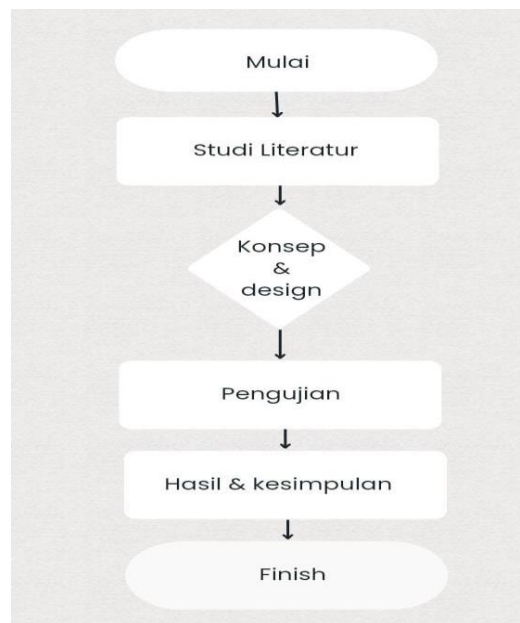 Mulai
Studi Literatur
Konsep
&
design
Pengujian
Hasil & kesimpulan
Finish